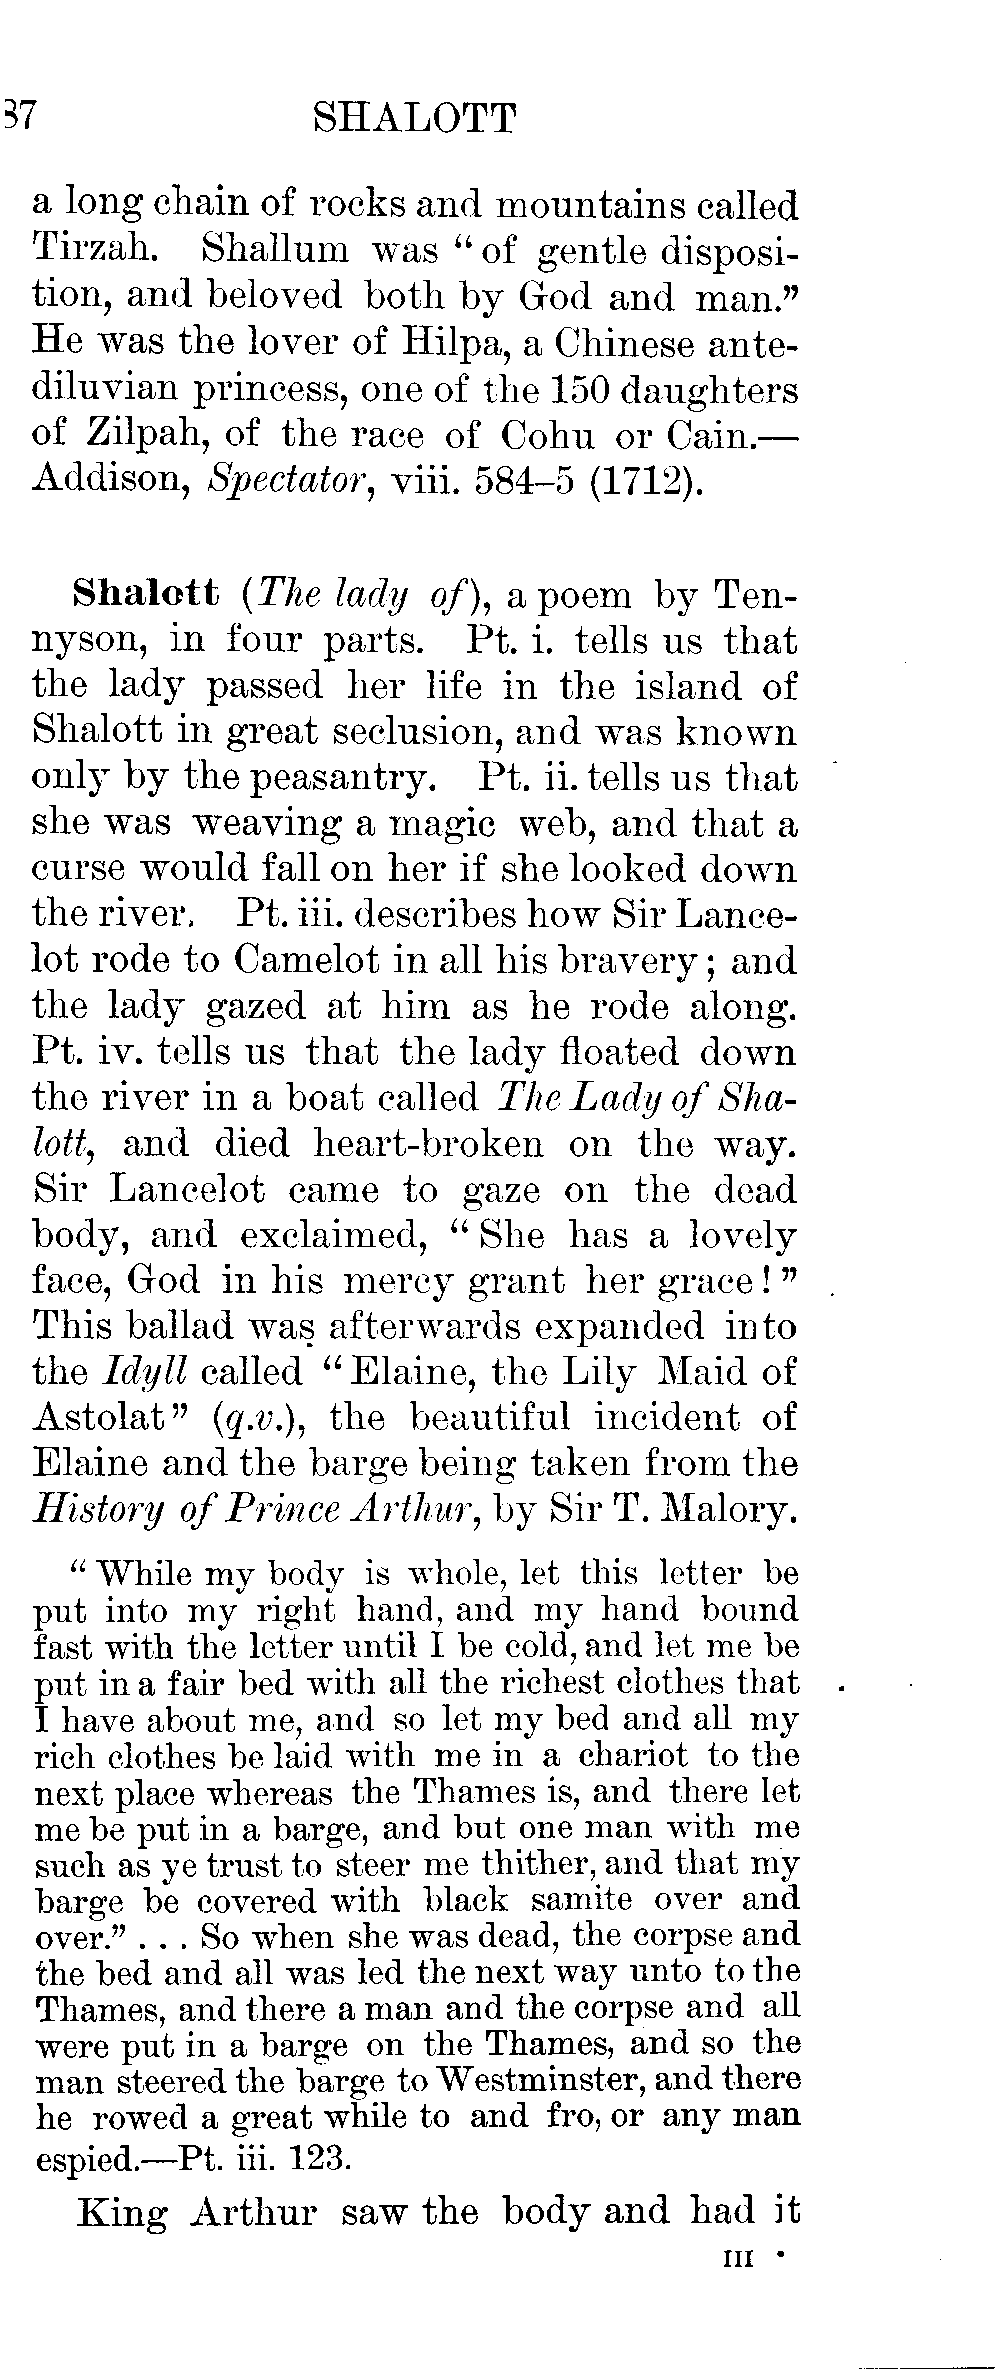 37 SHALOTT
a long chain of rocks and mountains called
Tirzah. Shallum was “of gentle disposi-
tion, and beloved both by God and man.”
He was the lover of Hilpa, a Chinese ante-
diluvian princess, one of the 150 daughters
of Zilpah, of the race of Cohu or Cain.—
Addison, Spectator, viii. 584–5 (1712).
Shalott (The lady of), a poem by Ten-
nyson, in four parts. Pt. i. tells us that
the lady passed her life in the island of
Shalott in great seclusion, and was known
only by the peasantry. Pt. ii. tells us that
she was weaving a magic web, and that a
curse would fall on her if she looked down
the river. Pt. iii. describes how Sir Lance-
lot rode to Camelot in all his bravery; and
the lady gazed at him as he rode along.
Pt. iv. tells us that the lady floated down
the river in a boat called The Lady of Sha-
lott, and died heart-broken on the way.
Sir Lancelot came to gaze on the dead
body, and exclaimed, “She has a lovely
face, God in his mercy grant her grace!”
This ballad was afterwards expanded into
the Idyll called “Elaine, the Lily Maid of
Astolat” (q.v.), the beautiful incident of
Elaine and the barge being taken from the
History of Prince Arthur, by Sir T. Malory.
“While my body is whole, let this letter be
put into my right hand, and my hand bound
fast with the letter until I be cold, and let me be
put in a fair bed with all the richest clothes that
I have about me, and so let my bed and all my
rich clothes be laid with me in a chariot to the
next place whereas the Thames is, and there let
me be put in a barge, and but one man with me
such as ye trust to steer me thither, and that my
barge be covered with black samite over and
over.” . . . So when she was dead, the corpse and
the bed and all was led the next way unto to the
Thames, and there a man and the corpse and all
were put in a barge on the Thames, and so the
man steered the barge to Westminster, and there
he rowed a great while to and fro, or any man
espied.—Pt. iii. 123.
King Arthur saw the body and had it
III